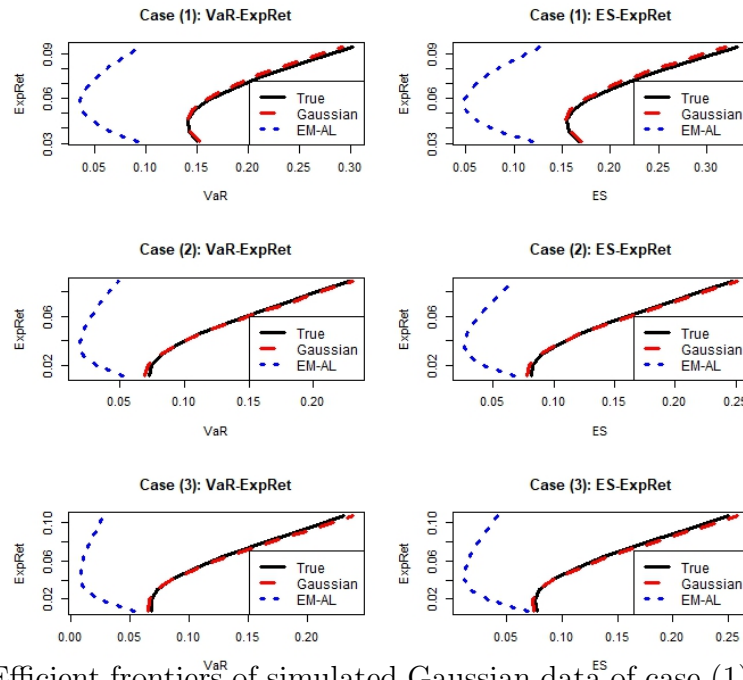 Case (1): VaR-ExpRet
ExpRet
0.03 0.06 0.09
True
Gaussian
EM-AL
0.05 0.10 0.15 0.20 0.25 0.30
VaR
Case (1): ES-ExpRet
ExpRet
0.03 0.06 0.09
True
Gaussian
EM-AL
0.05 0.10 0.15 0.20 0.25 0.30
ES
Case (2): VaR-ExpRet
ExpRet
0.02 0.06
True
Gaussian
EM-AL
0.05 0.10 0.15 0.20
VaR
Case (2): ES-ExpRet
ExpRet
0.02 0.06
True
Gaussian
EM-AL
0.05 0.10 0.15 0.20 0.25
ES
Case (3): VaR-ExpRet
ExpRet
0.02 0.06 0.10
True
Gaussian
EM-AL
0.00 0.05 0.10 0.15 0.20
VaR
Case (3): ES-ExpRet
ExpRet
0.02 0.06 0.10
True
Gaussian
EM-AL
0.05 0.10 0.15 0.20 0.25
ES
Efficient frontiers of simulated Gaussian data of case (1)